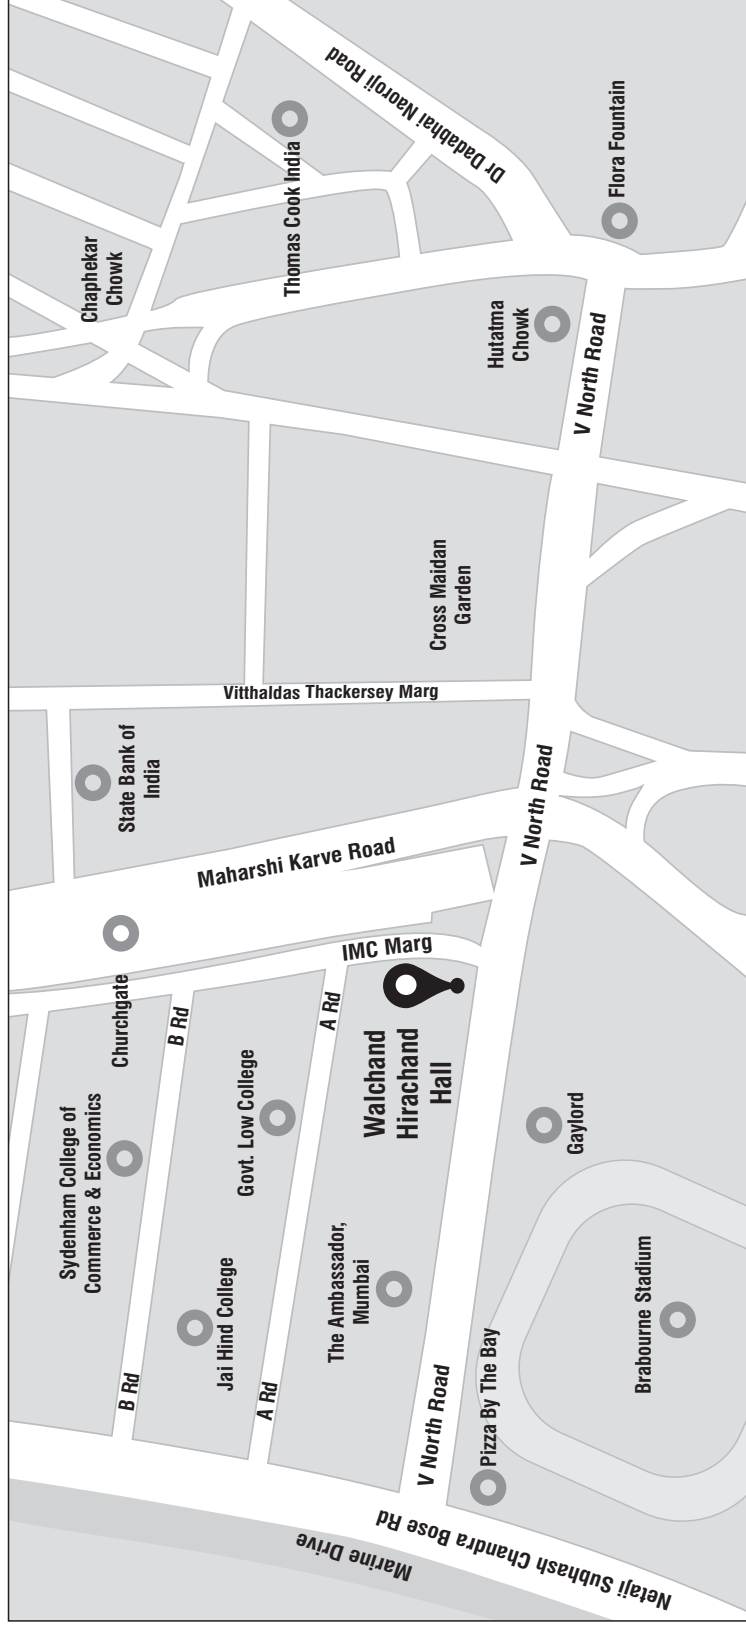 Dr Dadabhai Naoroji Road
Flora Fountain
Thomas Cook India
Chaphekar
Chowk
Hutatma
Chowk
V North Road
Cross Maidan
Garden
Vitthaldas Thackersey Marg
State Bank of
India
V North Road
Maharshi Karve Road
IMC Marg
Churchgate
B Rd
A Rd
Walchand
Hirachand
Hall
Sydenham College of
Commerce & Economics
Govt. Low College
Gaylord
The Ambassador,
Mumbai
Jai Hind College
Brabourne Stadium
Pizza By The Bay
B Rd
A Rd
V North Road
Netaji Subhash Chandra Bose Rd
Marine Drive